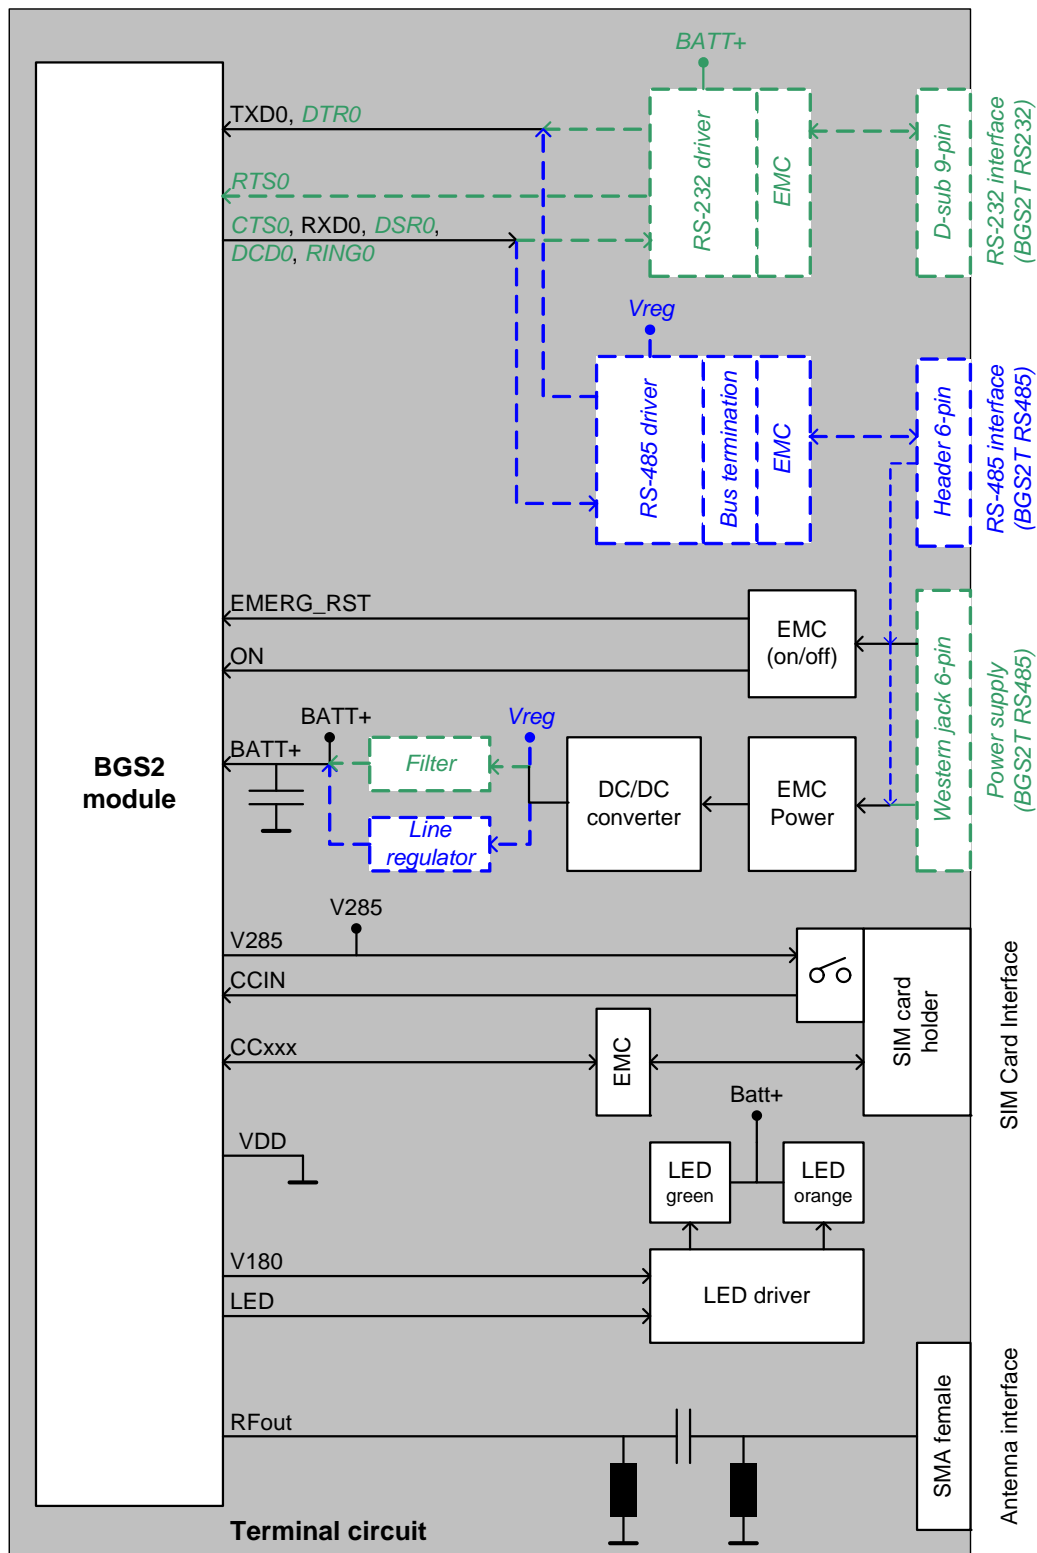 BATT+
TXD0, DTR0
RTS0
CTS0, RXD0, DSR0,
DCD0, RING0
RS-232 driver
EMC
D-sub 9-pin
RS-232 interface
(BGS2T RS232)
Vreg
RS-485 driver
Bus termination
EMC
Header 6-pin
RS-485 interface
(BGS2T RS485)
EMERG_RST
ON
EMC
(on/off)
Western jack 6-pin
Power supply
(BGS2T RS485)
BATT+
BATT+
Vreg
Filter
Line
regulator
DC/DC
converter
EMC
Power
BGS2
module
V285
V285
CCIN
CCxxx
EMC
SIM card
holder
SIM Card Interface
Batt+
VDD
LED
green
LED
orange
V180
LED
LED driver
RFout
SMA female
Antenna interface
Terminal circuit